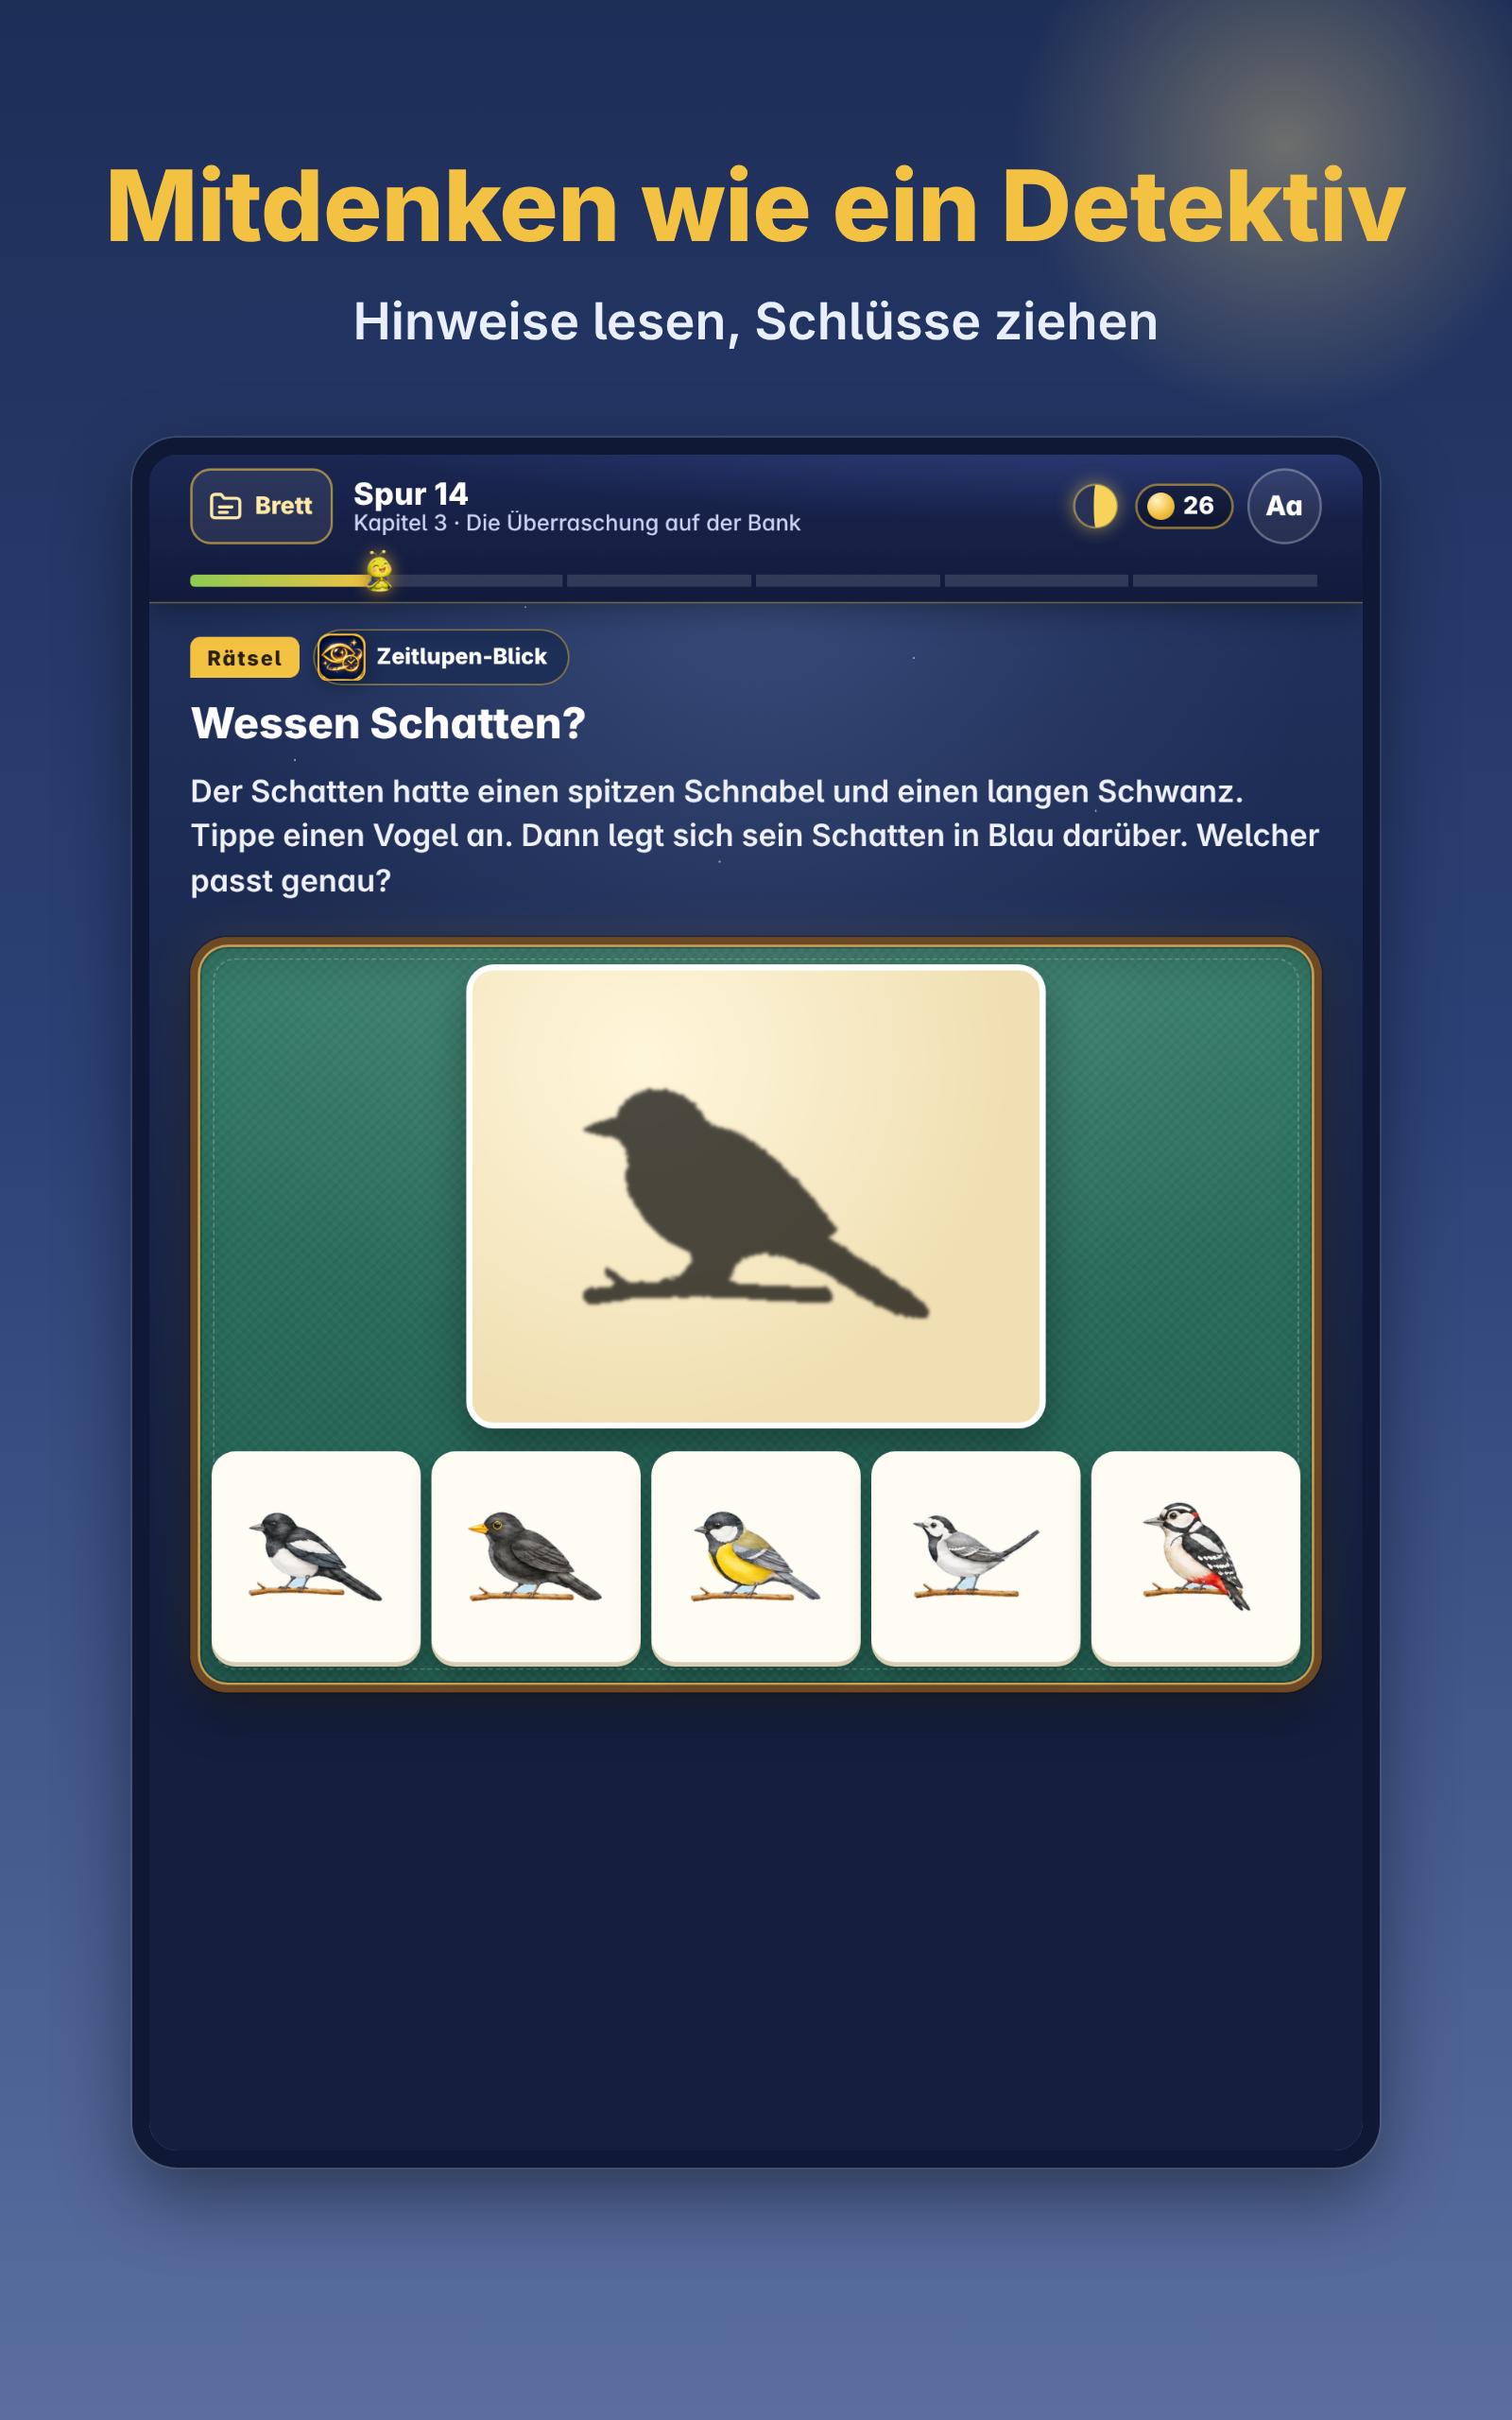 Mitdenken wie ein Detektiv
Hinweise lesen, Schlüsse ziehen
Brett
Spur 14
Kapitel 3 · Die Überraschung auf der Bank
26
Aa
Rätsel
Zeitlupen-Blick
Wessen Schatten?
Der Schatten hatte einen spitzen Schnabel und einen langen Schwanz.
Tippe einen Vogel an. Dann legt sich sein Schatten in Blau darüber. Welcher
passt genau?